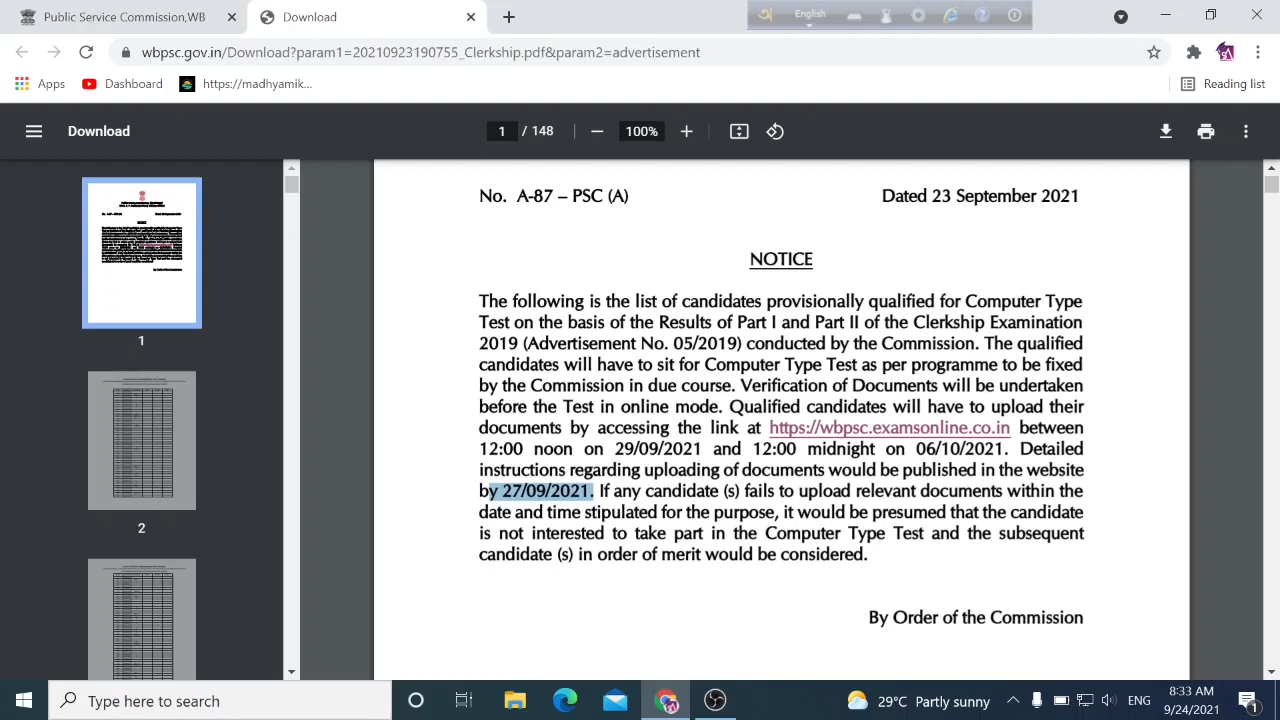 Public Service Commission,WB
Download
English
wbpsc.gov.in/Download?param1=20210923190755_Clerkship.pdf&param2=advertisement
Apps
Dashboard
https://madhyamik...
Reading list
Download
1 / 148
100%
No. A-87 – PSC (A) Dated 23 September 2021
NOTICE
The following is the list of candidates provisionally qualified for Computer Type
Test on the basis of the Results of Part I and Part II of the Clerkship Examination
2019 (Advertisement No. 05/2019) conducted by the Commission. The qualified
candidates will have to sit for Computer Type Test as per programme to be fixed
by the Commission in due course. Verification of Documents will be undertaken
before the Test in online mode. Qualified candidates will have to upload their
documents by accessing the link at https://wbpsc.examsonline.co.in between
12:00 noon on 29/09/2021 and 12:00 midnight on 06/10/2021. Detailed
instructions regarding uploading of documents would be published in the website
by 27/09/2021. If any candidate (s) fails to upload relevant documents within the
date and time stipulated for the purpose, it would be presumed that the candidate
is not interested to take part in the Computer Type Test and the subsequent
candidate (s) in order of merit would be considered.
By Order of the Commission
1
2
Type here to search
29°C Partly sunny
ENG
8:33 AM
9/24/2021
1